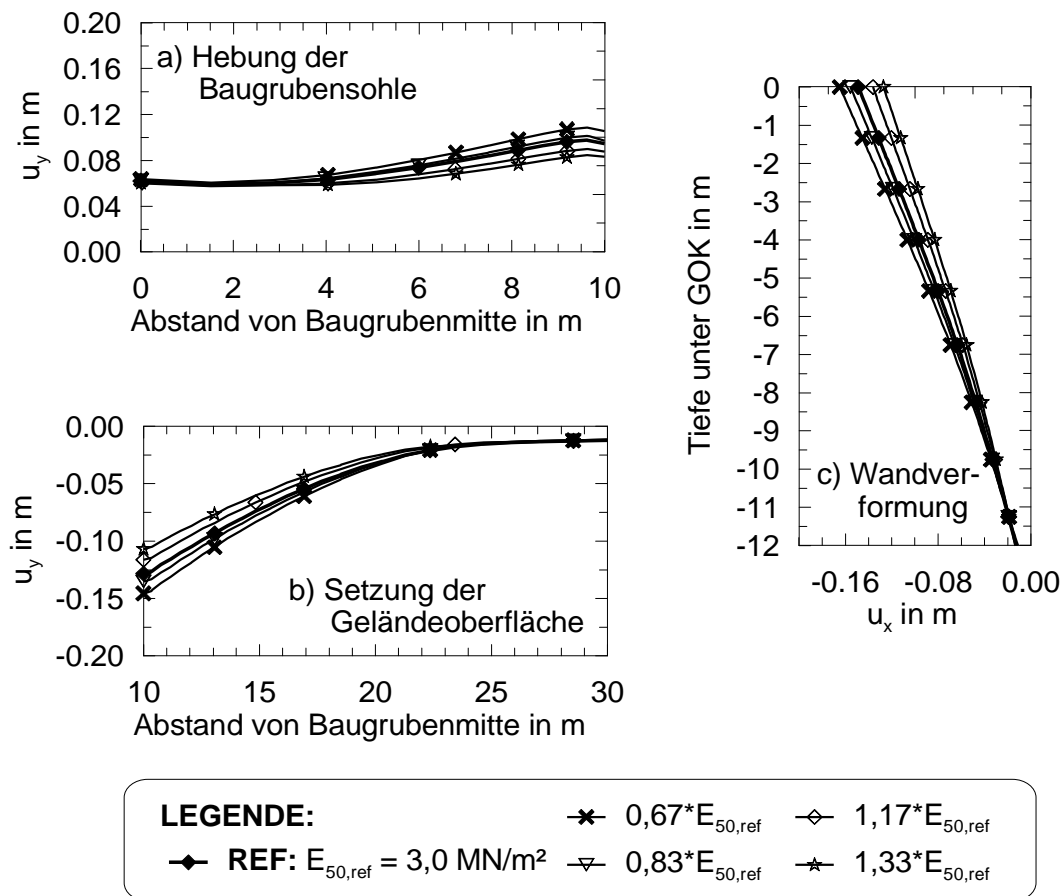 0.20
0.16
0.12
0.08
0.04
0.00
u_y in m
a) Hebung der
Baugrubensohle
0 2 4 6 8 10
Abstand von Baugrubenmitte in m
0.00
-0.05
-0.10
-0.15
-0.20
u_y in m
b) Setzung der
Geländeoberfläche
10 15 20 25 30
Abstand von Baugrubenmitte in m
0
-1
-2
-3
-4
-5
-6
-7
-8
-9
-10
-11
-12
Tiefe unter GOK in m
c) Wandver-
formung
-0.16 -0.08 0.00
u_x in m
LEGENDE:
REF: E_50,ref = 3,0 MN/m²
0,67*E_50,ref
0,83*E_50,ref
1,17*E_50,ref
1,33*E_50,ref